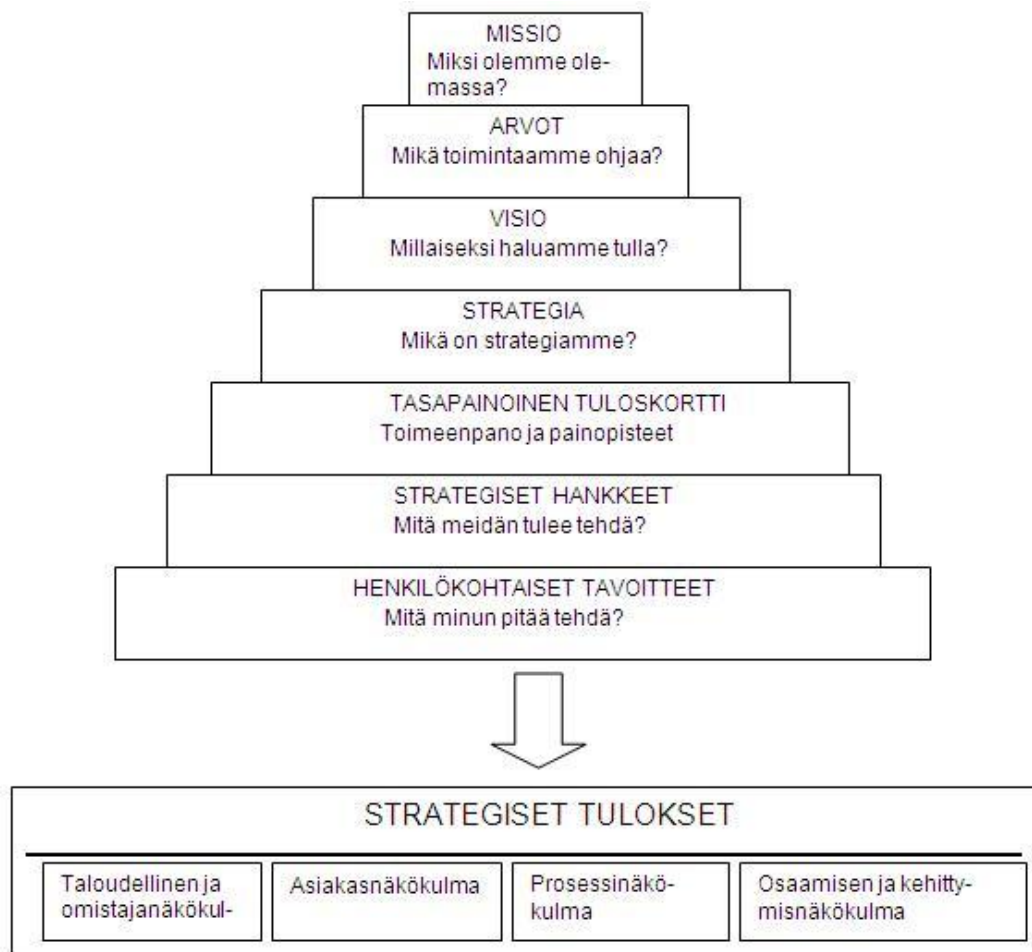 MISSIO
Miksi olemme ole-
massa?
ARVOT
Mikä toimintaamme ohjaa?
VISIO
Millaiseksi haluamme tulla?
STRATEGIA
Mikä on strategiamme?
TASAPAINOINEN TULOSKORTTI
Toimeenpano ja painopisteet
STRATEGISET HANKKEET
Mitä meidän tulee tehdä?
HENKILÖKOHTAISET TAVOITTEET
Mitä minun pitää tehdä?
STRATEGISET TULOKSET
Taloudellinen ja
omistajanäkökul-
Asiakasnäkökulma
Prosessinäkö-
kulma
Osaamisen ja kehitty-
misnäkökulma